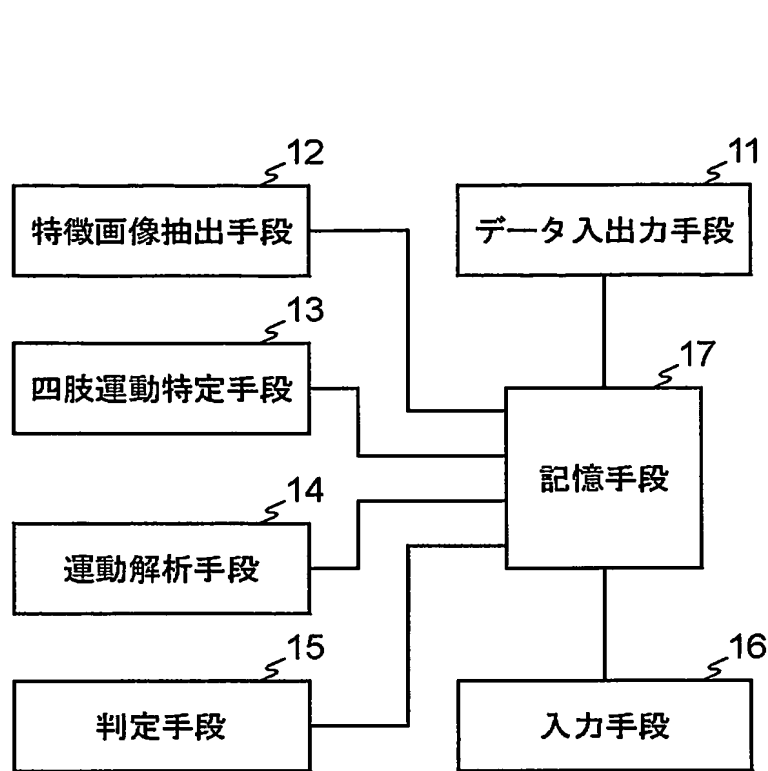 12
特徴画像抽出手段
11
データ入出力手段
13
四肢運動特定手段
17
記憶手段
14
運動解析手段
15
判定手段
16
入力手段